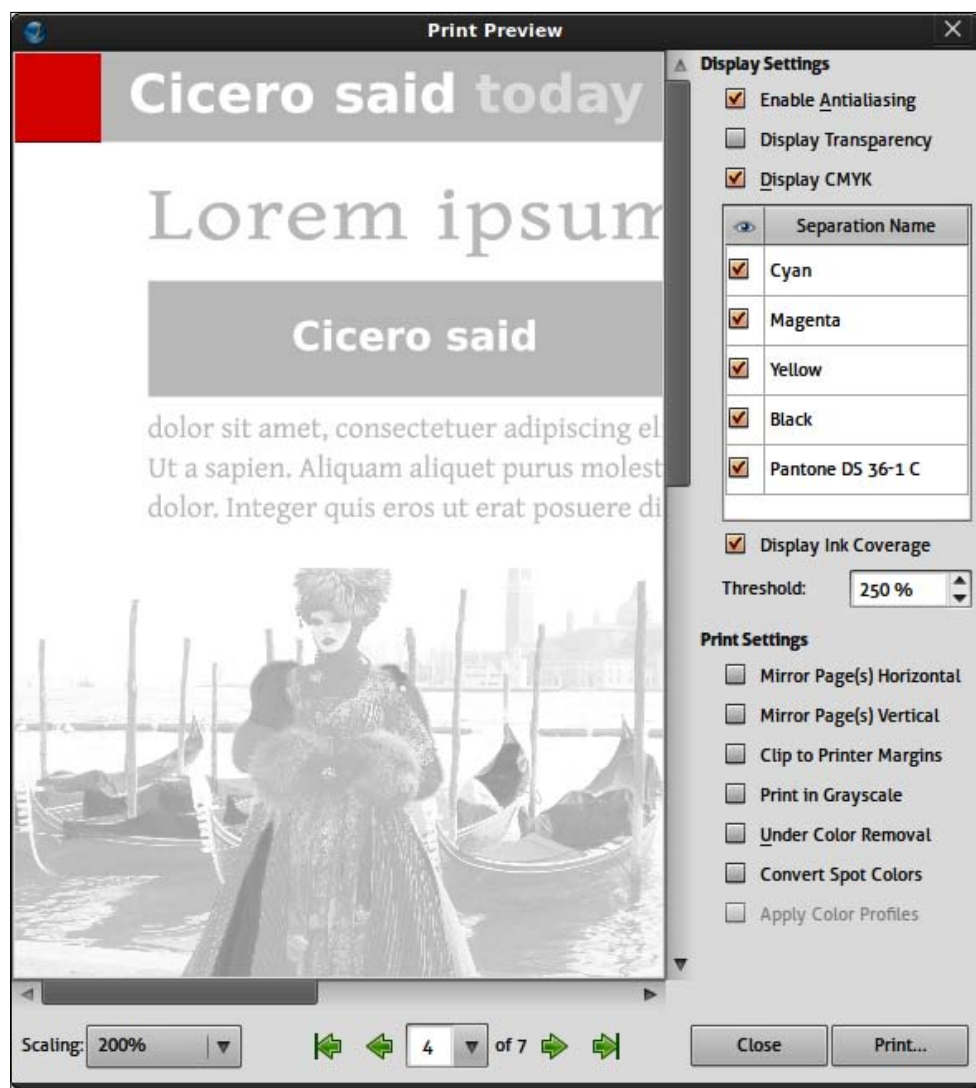 Print Preview
Cicero said today
Lorem ipsum
Cicero said
dolor sit amet, consectetuer adipiscing el
Ut a sapien. Aliquam aliquet purus molest
dolor. Integer quis eros ut erat posuere di
Display Settings
Enable Antialiasing
Display Transparency
Display CMYK
Separation Name
Cyan
Magenta
Yellow
Black
Pantone DS 36-1 C
Display Ink Coverage
Threshold: 250 %
Print Settings
Mirror Page(s) Horizontal
Mirror Page(s) Vertical
Clip to Printer Margins
Print in Grayscale
Under Color Removal
Convert Spot Colors
Apply Color Profiles
Scaling: 200% 4 of 7 Close Print...